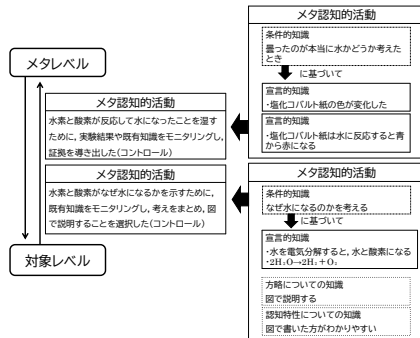 メタレベル
対象レベル
メタ認知的活動
水素と酸素が反応して水になったことを湿す
ために,実験結果や既有知識をモニタリングし,
証拠を導き出した(コントロール)
メタ認知的活動
水素と酸素がなぜ水になるかを示すために,
既有知識をモニタリングし,考えをまとめ,図
で説明することを選択した(コントロール)
メタ認知的活動
条件的知識
曇ったのが本当に水かどうか考えた
とき
に基づいて
宣言的知識
・塩化コバルト紙の色が変化した
宣言的知識
・塩化コバルト紙は水に反応すると青
から赤になる
メタ認知的活動
条件的知識
なぜ水になるのかを考える
に基づいて
宣言的知識
・水を電気分解すると,水と酸素になる
・2H₂O→2H₂+O₂
方略についての知識
図で説明する
認知特性についての知識
図で書いた方がわかりやすい